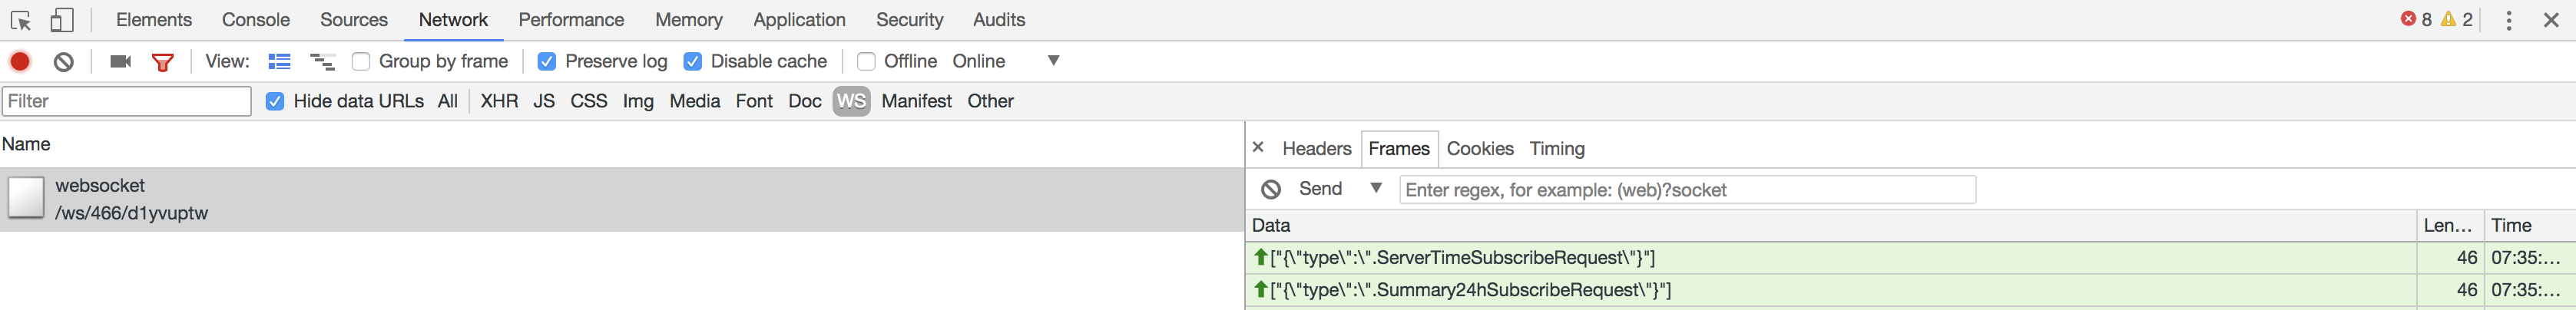 Elements Console Sources Network Performance Memory Application Security Audits 8 2
View: Group by frame Preserve log Disable cache Offline Online
Filter Hide data URLs All XHR JS CSS Img Media Font Doc WS Manifest Other
Name
websocket
/ws/466/d1yvuptw
Headers Frames Cookies Timing
Send Enter regex, for example: (web)?socket
Data Len... Time
["{\"type\":\".ServerTimeSubscribeRequest\"}"] 46 07:35:...
["{\"type\":\".Summary24hSubscribeRequest\"}"] 46 07:35:...